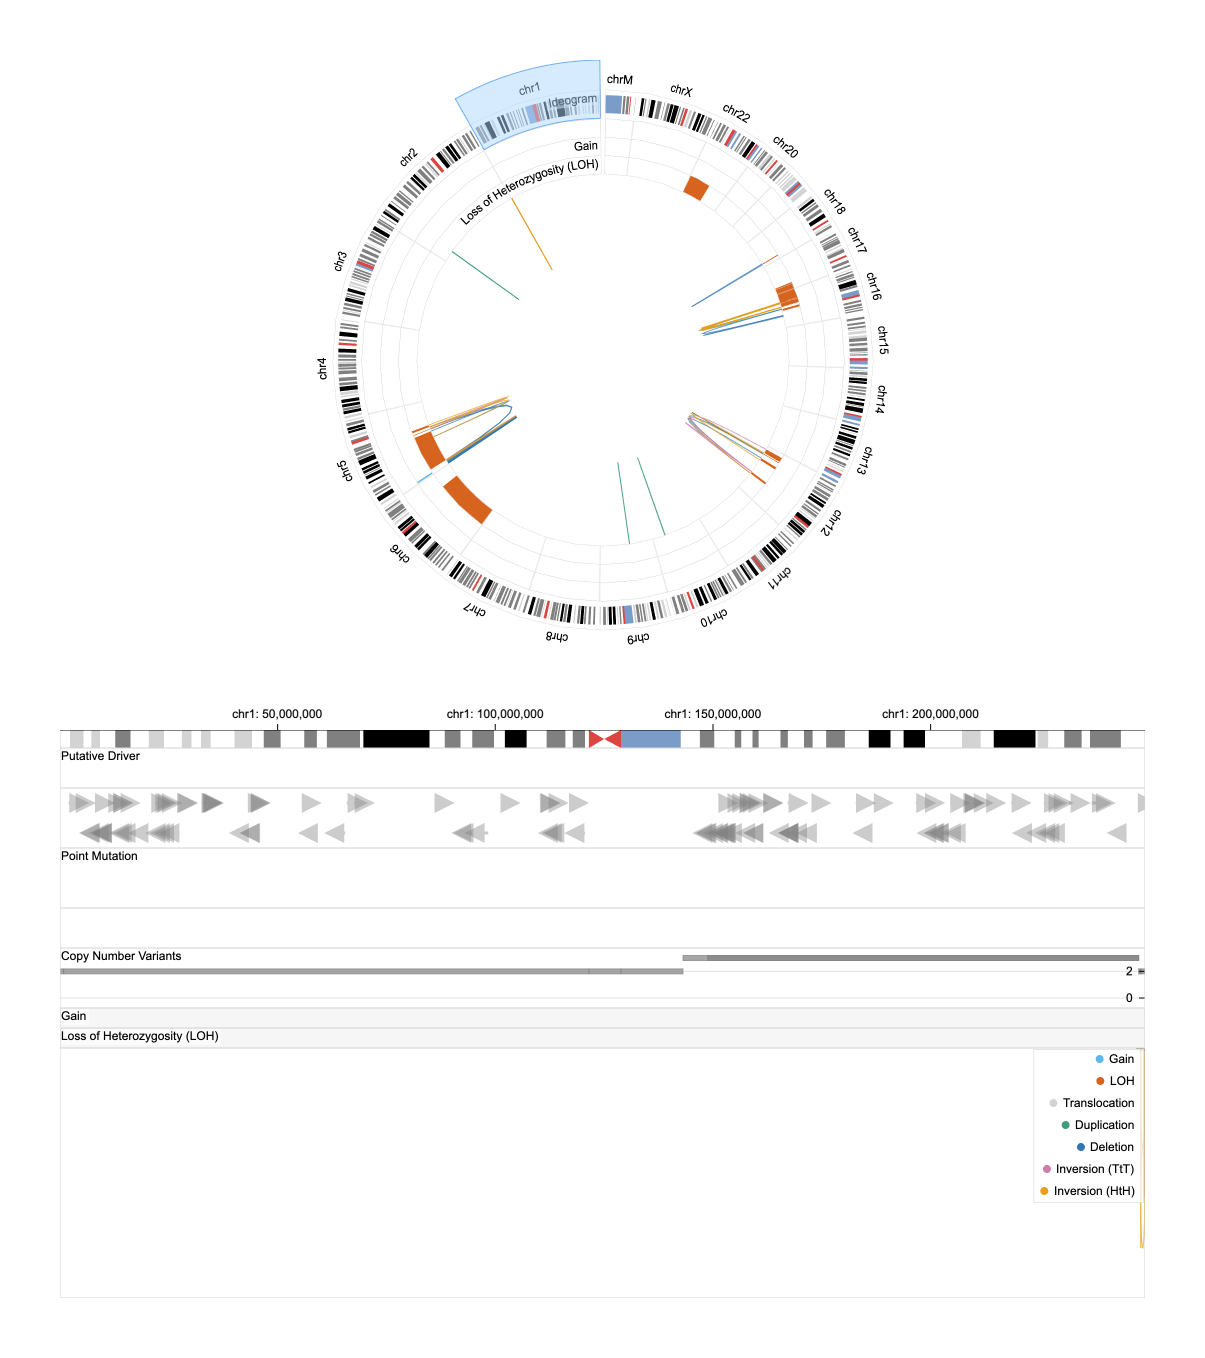 chr1
Ideogram
chrM
chrX
chr22
chr20
chr18
chr17
chr16
chr15
chr14
chr13
chr12
chr11
chr10
chr9
chr8
chr7
chr6
chr5
chr4
chr3
chr2
Gain
Loss of Heterozygosity (LOH)
chr1: 50,000,000
chr1: 100,000,000
chr1: 150,000,000
chr1: 200,000,000
Putative Driver
Point Mutation
Copy Number Variants
2
0
Gain
Loss of Heterozygosity (LOH)
Gain
LOH
Translocation
Duplication
Deletion
Inversion (TtT)
Inversion (HtH)